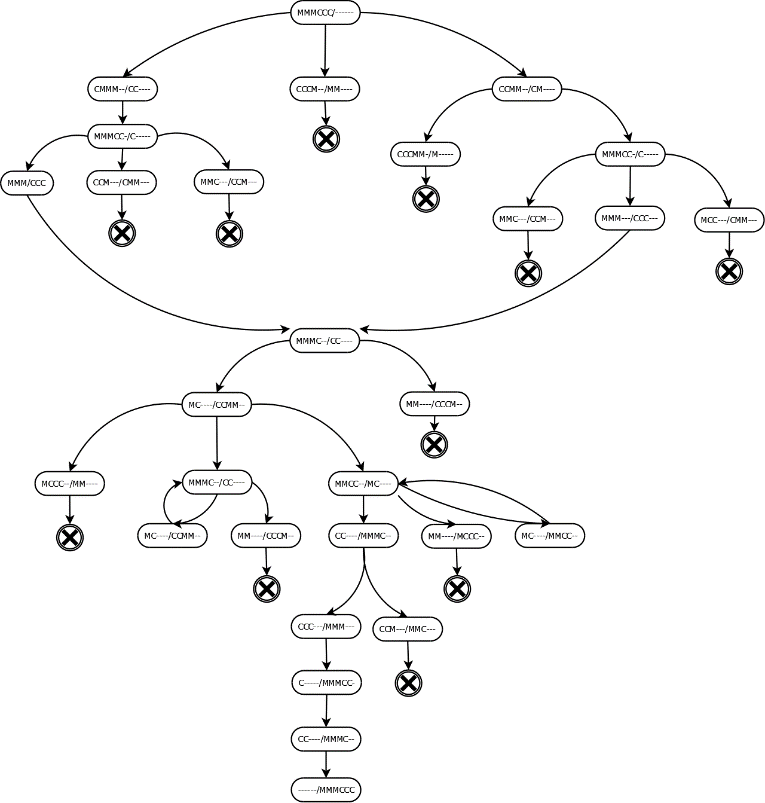 MMMCCC/------
CMMM--/CC----
CCCM--/MM----
CCMM--/CM----
MMMCC-/C-----
CCCMM-/M-----
MMMCC-/C-----
MMM/CCC
CCM---/CMM---
MMC---/CCM---
MMC---/CCM---
MMM---/CCC---
MCC---/CMM---
MMMC--/CC----
MC----/CCMM--
MM----/CCCM--
MCCC--/MM----
MMMC--/CC----
MMCC--/MC----
MC----/CCMM--
MM----/CCCM--
CC----/MMMC--
MM----/MCCC--
MC----/MMCC--
CCC---/MMM---
CCM---/MMC---
C-----/MMMCC-
CC----/MMMC--
------/MMMCCC